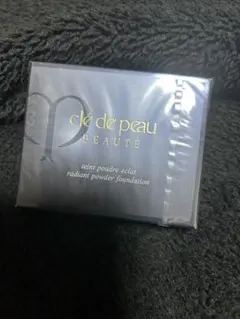 clé de peau
BEAUTÉ
teint poudre éclat
radiant powder foundation